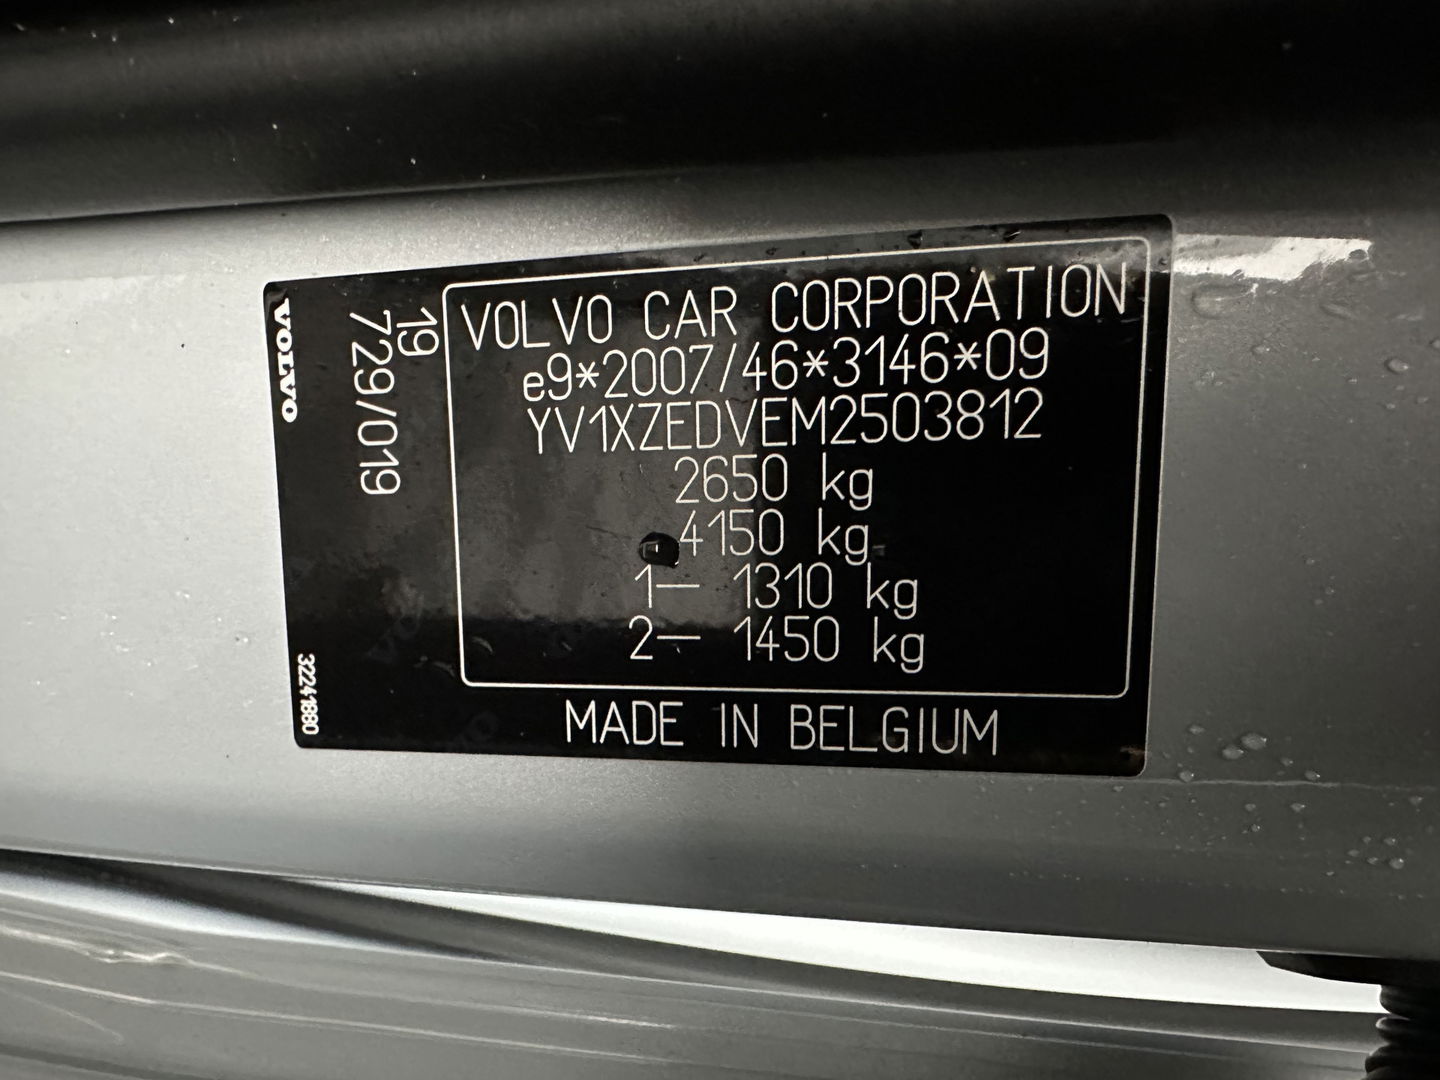 VOLVO
19
729/019
32241880
VOLVO CAR CORPORATION
e9*2007/46*3146*09
YV1XZEDVEM2503812
2650 kg
4150 kg
1— 1310 kg
2— 1450 kg
MADE IN BELGIUM